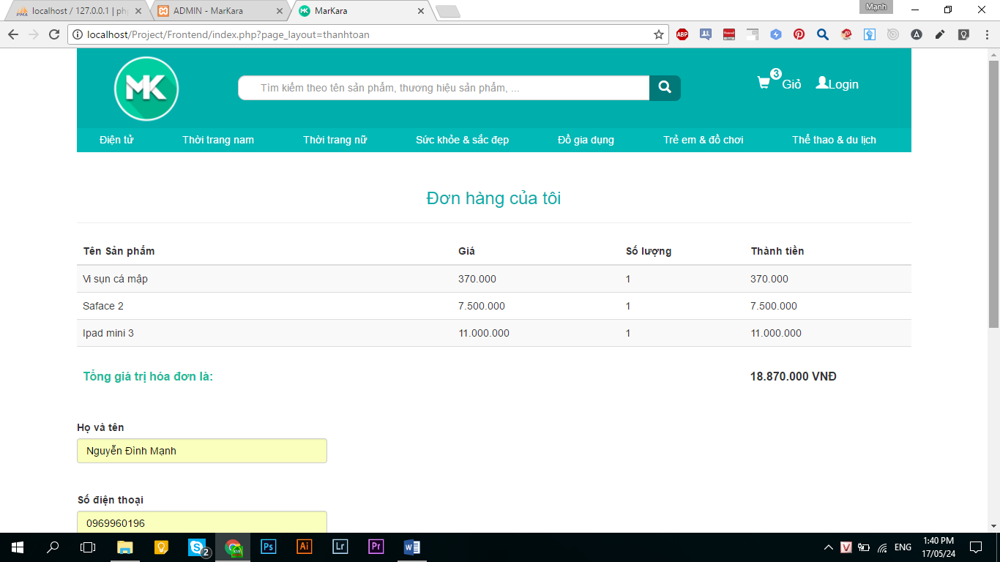 localhost / 127.0.0.1 | ph
ADMIN - MarKara
MarKara
Mạnh
localhost/Project/Frontend/index.php?page_layout=thanhtoan
ABP
MK
Tìm kiếm theo tên sản phẩm, thương hiệu sản phẩm, ...
3
Giỏ
Login
Điện tử Thời trang nam Thời trang nữ Sức khỏe & sắc đẹp Đồ gia dụng Trẻ em & đồ chơi Thể thao & du lịch
Đơn hàng của tôi
Tên Sản phẩm Giá Số lượng Thành tiền
Vi sụn cá mập 370.000 1 370.000
Saface 2 7.500.000 1 7.500.000
Ipad mini 3 11.000.000 1 11.000.000
Tổng giá trị hóa đơn là: 18.870.000 VNĐ
Họ và tên
Nguyễn Đình Mạnh
Số điện thoại
0969960196
2
Ps
Ai
Lr
Pr
V
ENG
1:40 PM
17/05/24